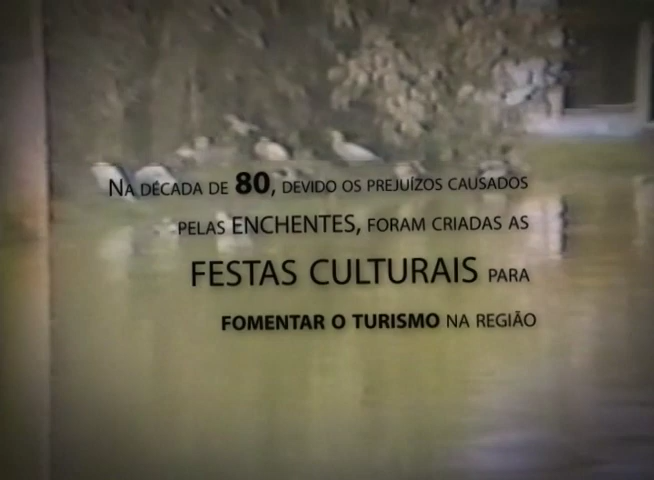 NA DÉCADA DE 80, DEVIDO OS PREJUÍZOS CAUSADOS
PELAS ENCHENTES, FORAM CRIADAS AS
FESTAS CULTURAIS PARA
FOMENTAR O TURISMO NA REGIÃO